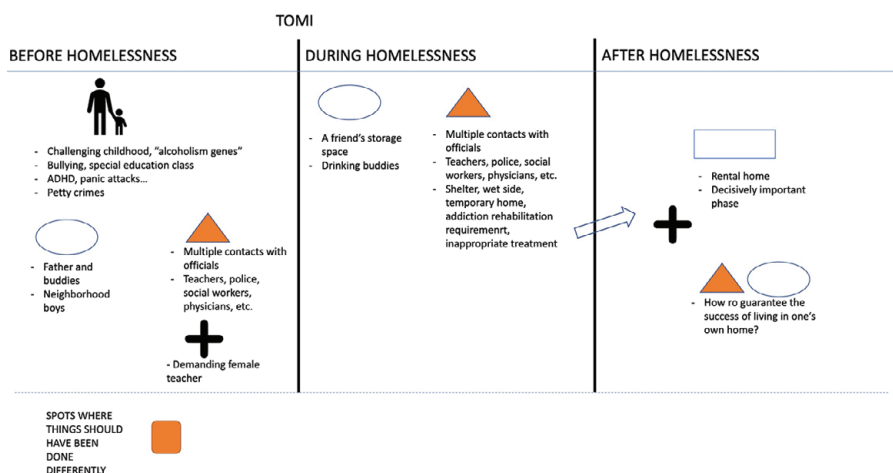 TOMI
BEFORE HOMELESSNESS
- Challenging childhood, "alcoholism genes"
- Bullying, special education class
- ADHD, panic attacks...
- Petty crimes
- Father and
buddies
- Neighborhood
boys
- Multiple contacts with
officials
- Teachers, police,
social workers,
physicians, etc.
- Demanding female
teacher
DURING HOMELESSNESS
- A friend's storage
space
- Drinking buddies
- Multiple contacts with
officials
- Teachers, police, social
workers, physicians, etc.
- Shelter, wet side,
temporary home,
addiction rehabilitation
requiremenrt,
inappropriate treatment
AFTER HOMELESSNESS
- Rental home
- Decisively important
phase
- How ro guarantee the
success of living in one's
own home?
SPOTS WHERE
THINGS SHOULD
HAVE BEEN
DONE
DIFFERENTLY